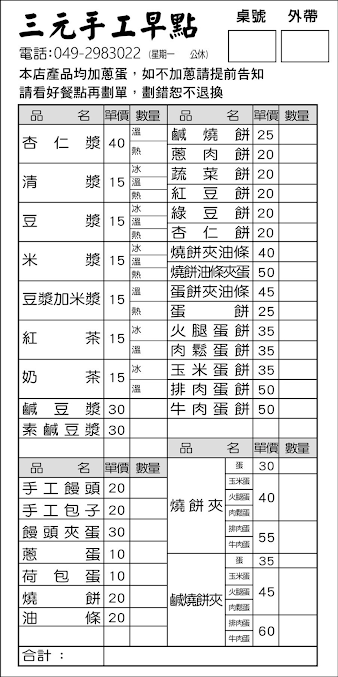 三元手工早點
桌號 外帶
電話:049-2983022 (星期一 公休)
本店產品均加蔥蛋，如不加蔥請提前告知
請看好餐點再劃單，劃錯恕不退換
品名 單價 數量
杏仁漿 40 溫 熱
清漿 15 冰 溫 熱
豆漿 15 冰 溫 熱
米漿 15 冰 溫 熱
豆漿加米漿 15 溫 熱
紅茶 15 冰 溫
奶茶 15 冰 溫
鹹豆漿 30
素鹹豆漿 30
品名 單價 數量
手工饅頭 20
手工包子 20
饅頭夾蛋 30
蔥蛋 10
荷包蛋 10
燒餅 20
油條 20
合計：
品名 單價 數量
鹹燒餅 25
蔥肉餅 20
蔬菜餅 20
紅豆餅 20
綠豆餅 20
杏仁餅 20
燒餅夾油條 40
燒餅油條夾蛋 50
蛋餅夾油條 45
蛋餅 25
火腿蛋餅 35
肉鬆蛋餅 35
玉米蛋餅 35
排肉蛋餅 50
牛肉蛋餅 50
品名 單價 數量
燒餅夾
蛋 30
玉米蛋
火腿蛋 40
肉鬆蛋
排肉蛋 55
牛肉蛋
鹹燒餅夾
蛋 35
玉米蛋
火腿蛋 45
肉鬆蛋
排肉蛋 60
牛肉蛋